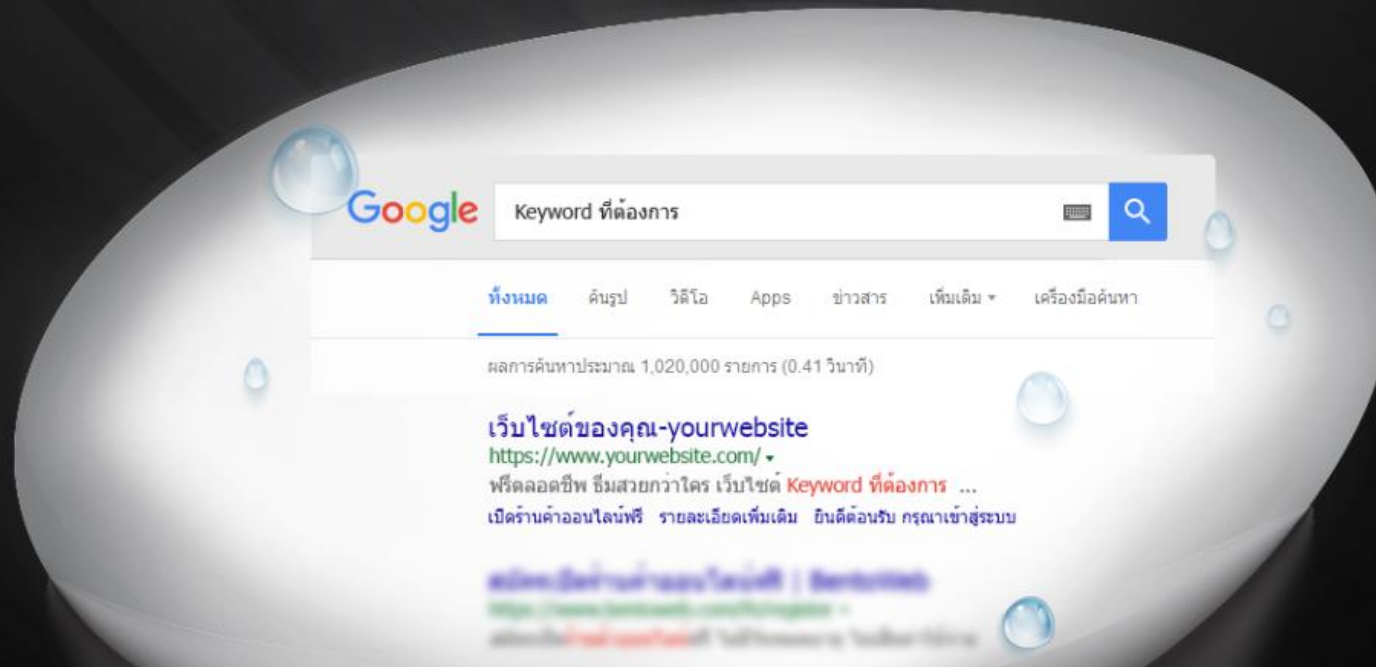 Google Keyword ที่ต้องการ
ทั้งหมด ค้นรูป วิดีโอ Apps ข่าวสาร เพิ่มเติม เครื่องมือค้นหา
ผลการค้นหาประมาณ 1,020,000 รายการ (0.41 วินาที)
เว็บไซต์ของคุณ-yourwebsite
https://www.yourwebsite.com/
ฟรีตลอดชีพ ธีมสวยกว่าใคร เว็บไซต์ Keyword ที่ต้องการ ...
เปิดร้านค้าออนไลน์ฟรี รายละเอียดเพิ่มเติม ยินดีต้อนรับ กรุณาเข้าสู่ระบบ